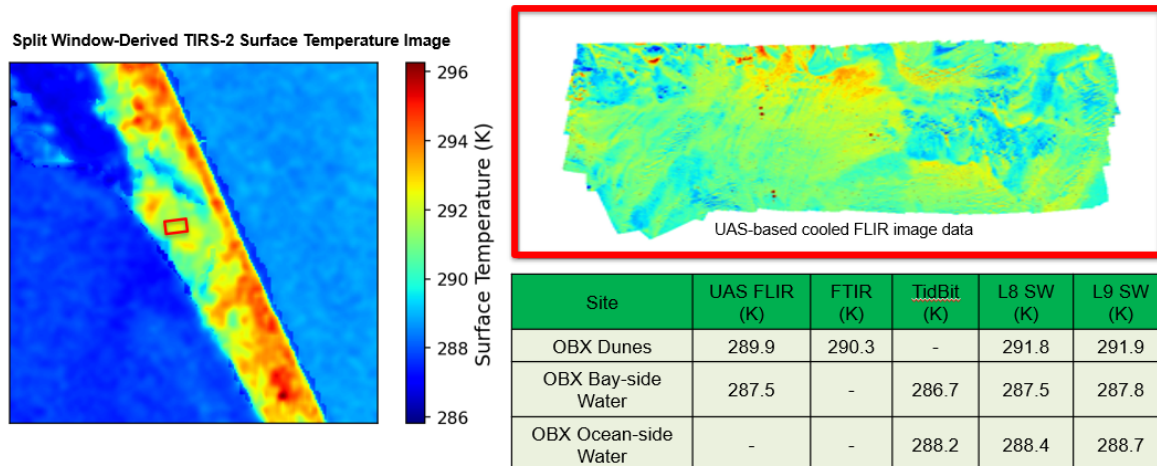 Split Window-Derived TIRS-2 Surface Temperature Image
296
294
292
290
288
286
Surface Temperature (K)
UAS-based cooled FLIR image data
Site UAS FLIR (K) FTIR (K) TidBit (K) L8 SW (K) L9 SW (K)
OBX Dunes 289.9 290.3 - 291.8 291.9
OBX Bay-side Water 287.5 - 286.7 287.5 287.8
OBX Ocean-side Water - - 288.2 288.4 288.7